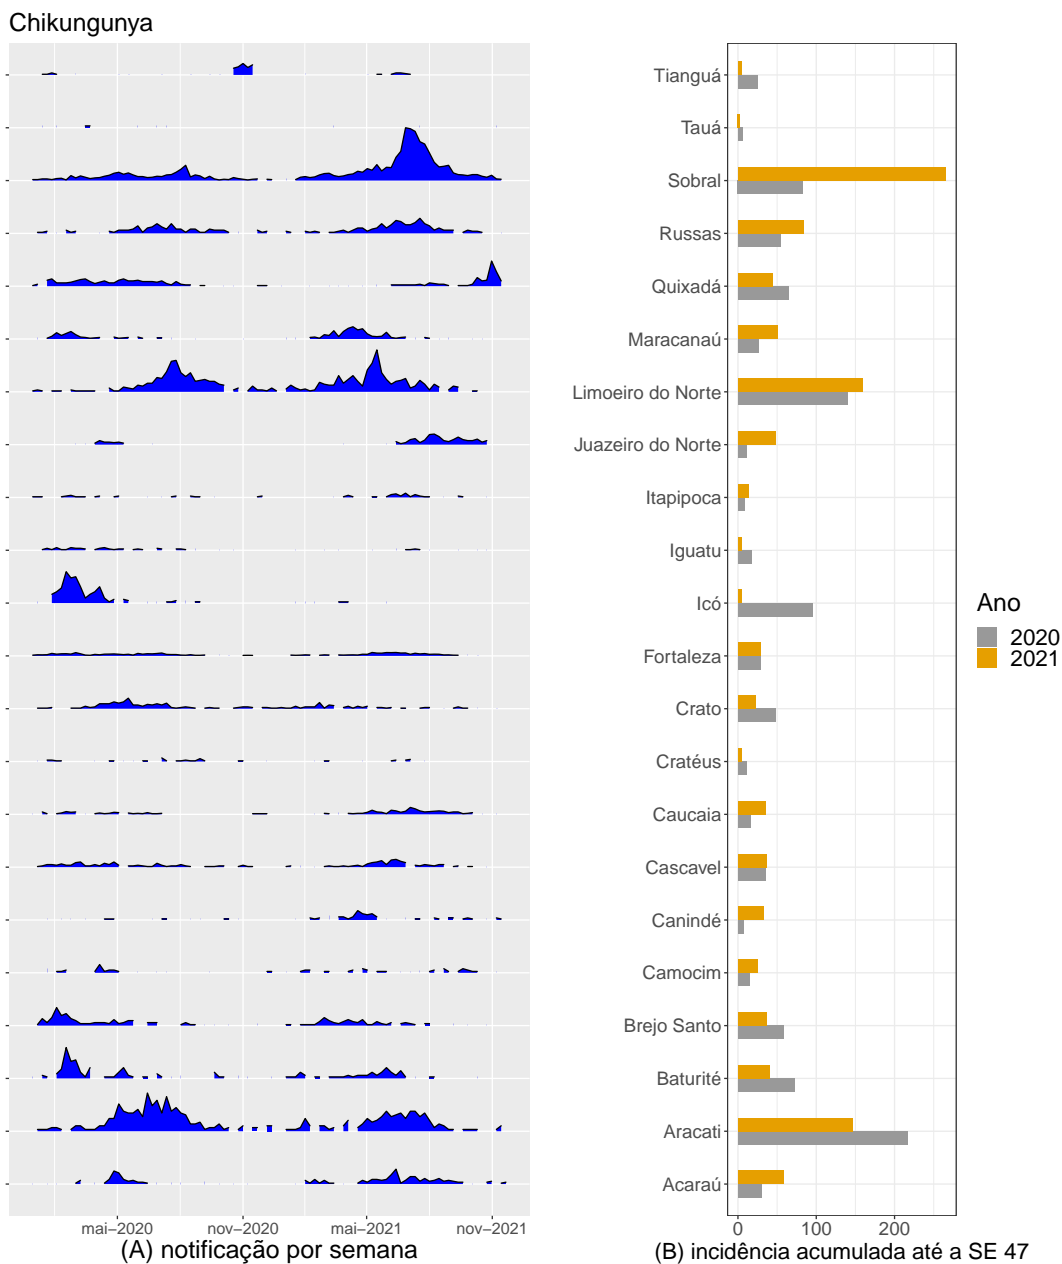 Chikungunya
Tianguá
Tauá
Sobral
Russas
Quixadá
Maracanaú
Limoeiro do Norte
Juazeiro do Norte
Itapipoca
Iguatu
Icó
Fortaleza
Crato
Cratéus
Caucaia
Cascavel
Canindé
Camocim
Brejo Santo
Baturité
Aracati
Acaraú
Ano
2020
2021
mai–2020 nov–2020 mai–2021 nov–2021
0 100 200
(A) notificação por semana
(B) incidência acumulada até a SE 47